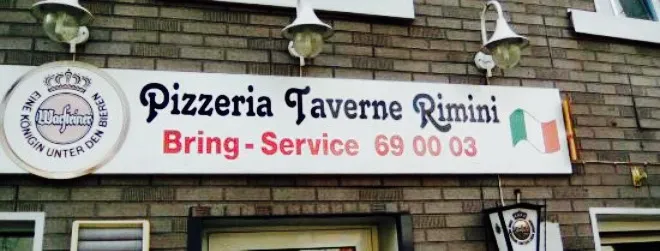 EINE KÖNIGIN UNTER DEN BIEREN
Warsteiner
Pizzeria Taverne Rimini
Bring - Service 69 00 03